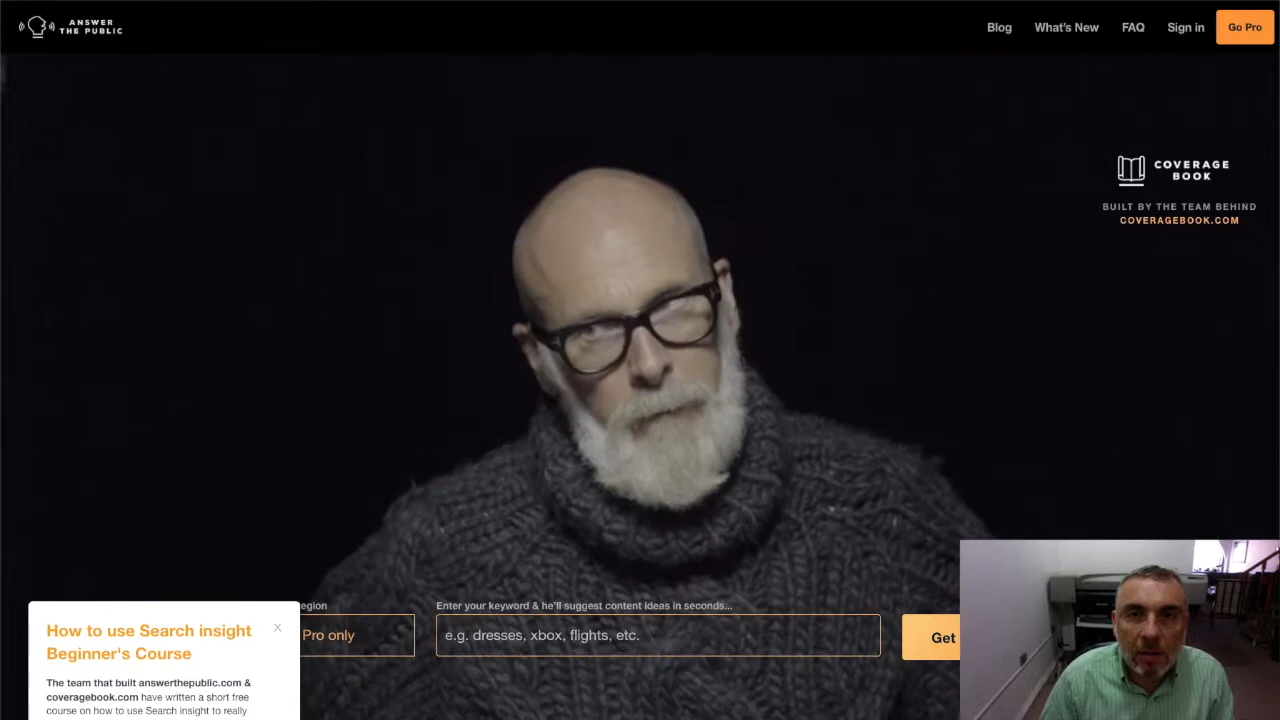 ANSWER
THE PUBLIC
Blog
What's New
FAQ
Sign in
Go Pro
COVERAGE
BOOK
BUILT BY THE TEAM BEHIND
COVERAGEBOOK.COM
Enter your keyword & he'll suggest content ideas in seconds...
Pro only
e.g. dresses, xbox, flights, etc.
Get
How to use Search insight
Beginner's Course
The team that built answerthepublic.com &
coveragebook.com have written a short free
course on how to use Search insight to really